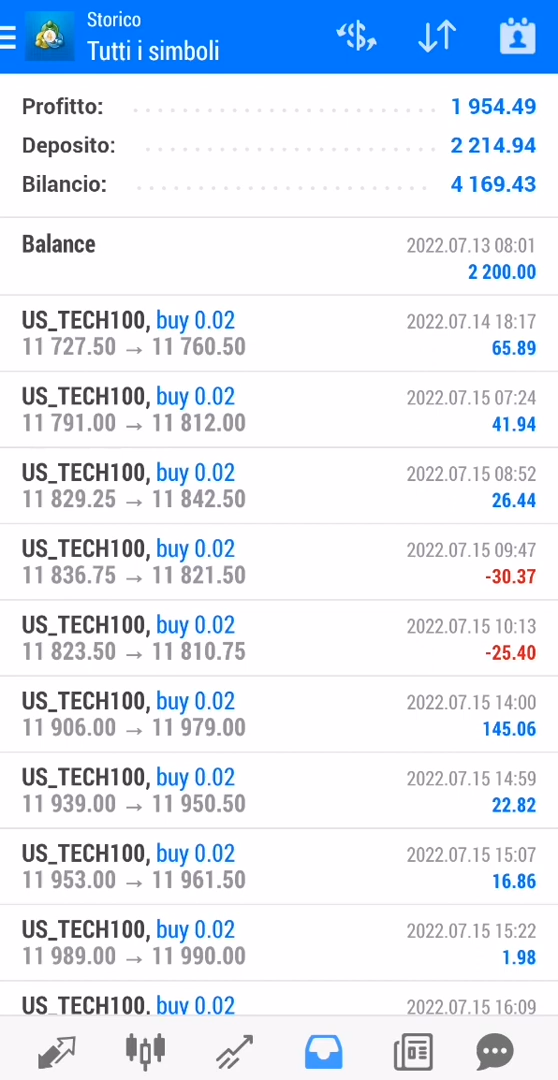 Storico
Tutti i simboli
Profitto: 1 954.49
Deposito: 2 214.94
Bilancio: 4 169.43
Balance 2022.07.13 08:01
2 200.00
US_TECH100, buy 0.02 2022.07.14 18:17
11 727.50 → 11 760.50 65.89
US_TECH100, buy 0.02 2022.07.15 07:24
11 791.00 → 11 812.00 41.94
US_TECH100, buy 0.02 2022.07.15 08:52
11 829.25 → 11 842.50 26.44
US_TECH100, buy 0.02 2022.07.15 09:47
11 836.75 → 11 821.50 -30.37
US_TECH100, buy 0.02 2022.07.15 10:13
11 823.50 → 11 810.75 -25.40
US_TECH100, buy 0.02 2022.07.15 14:00
11 906.00 → 11 979.00 145.06
US_TECH100, buy 0.02 2022.07.15 14:59
11 939.00 → 11 950.50 22.82
US_TECH100, buy 0.02 2022.07.15 15:07
11 953.00 → 11 961.50 16.86
US_TECH100, buy 0.02 2022.07.15 15:22
11 989.00 → 11 990.00 1.98
US_TECH100, buy 0.02 2022.07.15 16:09